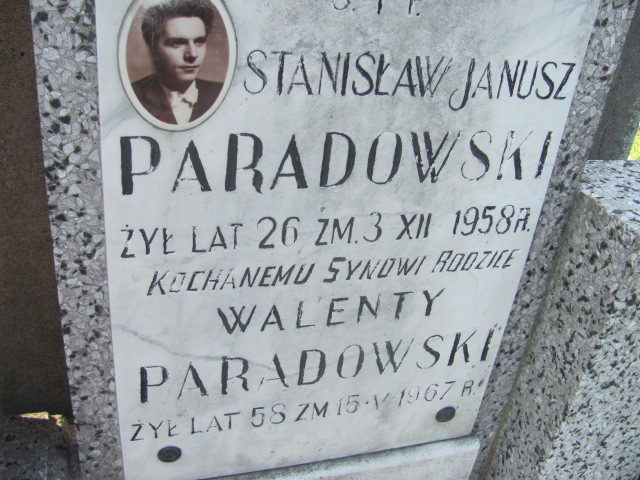 Ś. † P.
STANISŁAW JANUSZ
PARADOWSKI
ŻYŁ LAT 26 ZM. 3 XII 1958 R.
KOCHANEMU SYNOWI RODZICE
WALENTY
PARADOWSKI
ŻYŁ LAT 58 ZM 15·V·1967 R.